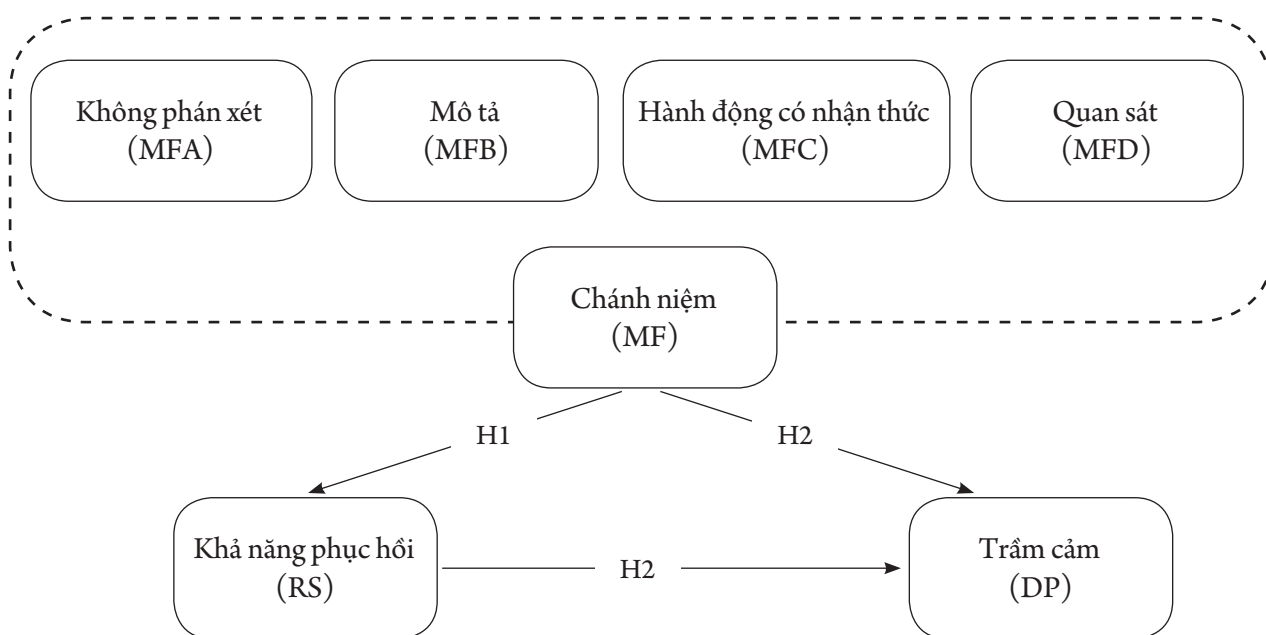 Không phán xét
(MFA)
Mô tả
(MFB)
Hành động có nhận thức
(MFC)
Quan sát
(MFD)
Chánh niệm
(MF)
H1
H2
Khả năng phục hồi
(RS)
H2
Trầm cảm
(DP)